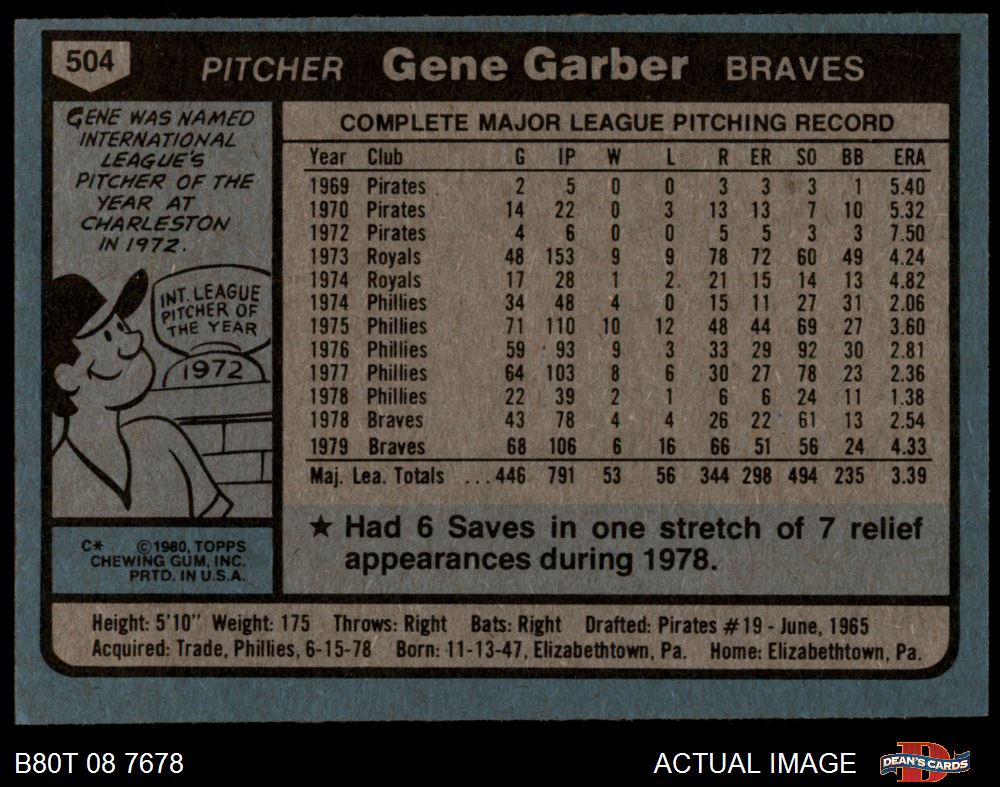 504 PITCHER Gene Garber BRAVES
GENE WAS NAMED
INTERNATIONAL
LEAGUE'S
PITCHER OF THE
YEAR AT
CHARLESTON
IN 1972.
INT. LEAGUE
PITCHER OF
THE YEAR
1972
C* ©1980, TOPPS
CHEWING GUM, INC.
PRTD. IN U.S.A.
COMPLETE MAJOR LEAGUE PITCHING RECORD
Year Club G IP W L R ER SO BB ERA
1969 Pirates 2 5 0 0 3 3 3 1 5.40
1970 Pirates 14 22 0 3 13 13 7 10 5.32
1972 Pirates 4 6 0 0 5 5 3 3 7.50
1973 Royals 48 153 9 9 78 72 60 49 4.24
1974 Royals 17 28 1 2 21 15 14 13 4.82
1974 Phillies 34 48 4 0 15 11 27 31 2.06
1975 Phillies 71 110 10 12 48 44 69 27 3.60
1976 Phillies 59 93 9 3 33 29 92 30 2.81
1977 Phillies 64 103 8 6 30 27 78 23 2.36
1978 Phillies 22 39 2 1 6 6 24 11 1.38
1978 Braves 43 78 4 4 26 22 61 13 2.54
1979 Braves 68 106 6 16 66 51 56 24 4.33
Maj. Lea. Totals ...446 791 53 56 344 298 494 235 3.39
★ Had 6 Saves in one stretch of 7 relief
appearances during 1978.
Height: 5'10" Weight: 175 Throws: Right Bats: Right Drafted: Pirates #19 - June, 1965
Acquired: Trade, Phillies, 6-15-78 Born: 11-13-47, Elizabethtown, Pa. Home: Elizabethtown, Pa.
B80T 08 7678 ACTUAL IMAGE DEAN'S CARDS